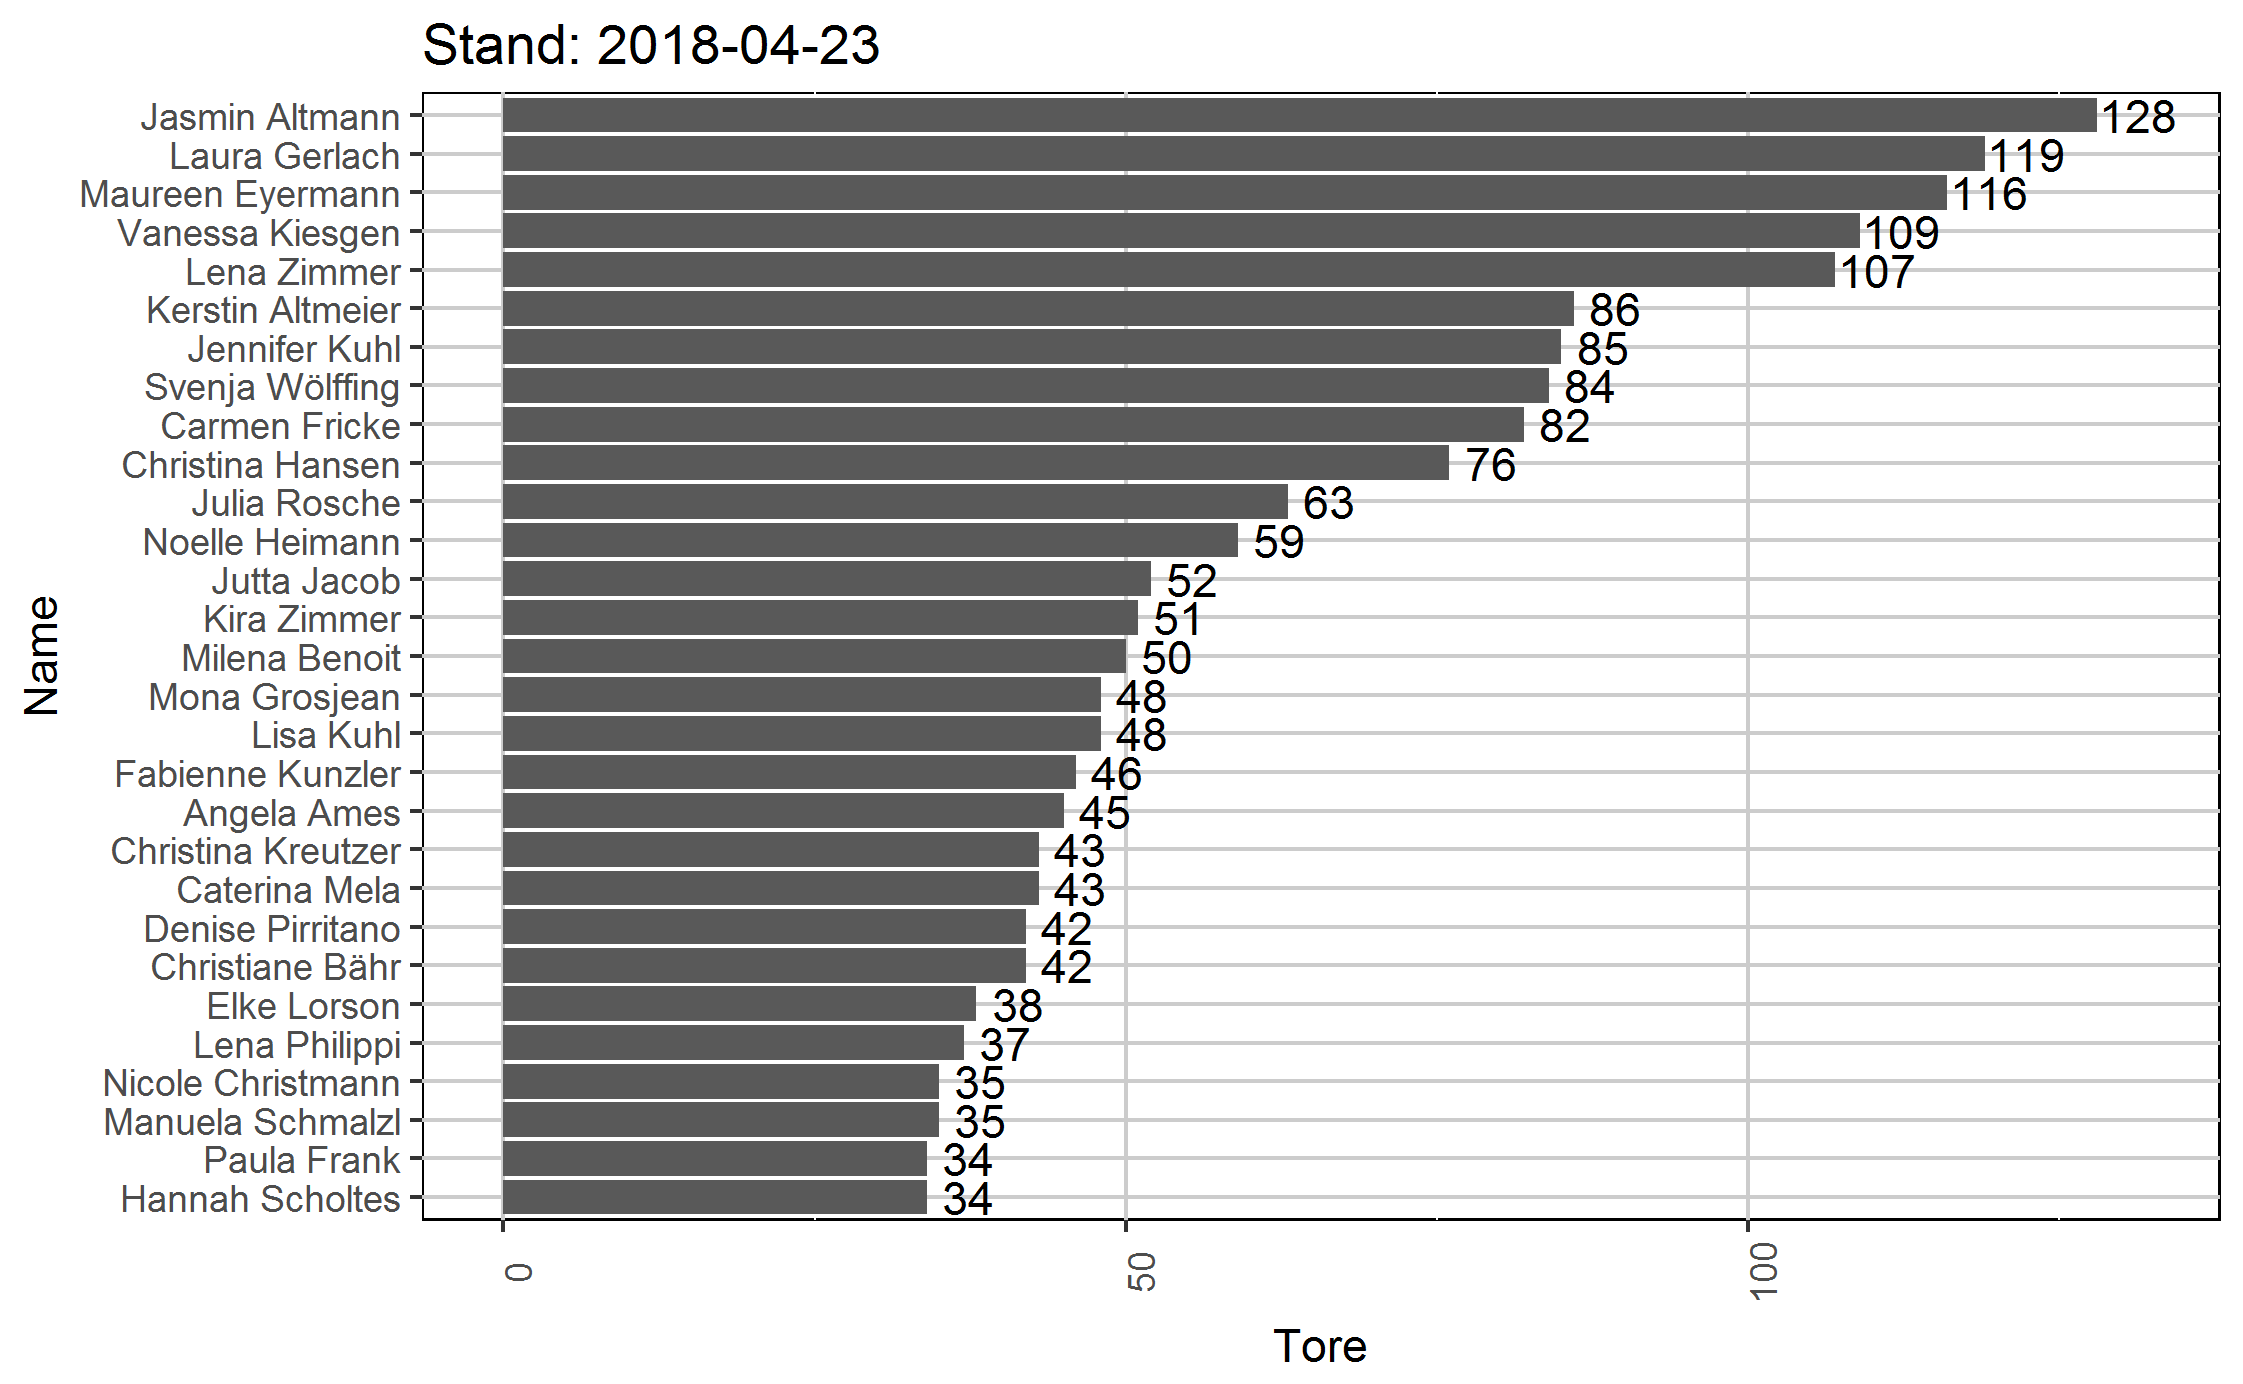 Stand: 2018-04-23
Jasmin Altmann 128
Laura Gerlach 119
Maureen Eyermann 116
Vanessa Kiesgen 109
Lena Zimmer 107
Kerstin Altmeier 86
Jennifer Kuhl 85
Svenja Wölffing 84
Carmen Fricke 82
Christina Hansen 76
Julia Rosche 63
Noelle Heimann 59
Jutta Jacob 52
Kira Zimmer 51
Milena Benoit 50
Mona Grosjean 48
Lisa Kuhl 48
Fabienne Kunzler 46
Angela Ames 45
Christina Kreutzer 43
Caterina Mela 43
Denise Pirritano 42
Christiane Bähr 42
Elke Lorson 38
Lena Philippi 37
Nicole Christmann 35
Manuela Schmalzl 35
Paula Frank 34
Hannah Scholtes 34
Name
0 50 100
Tore